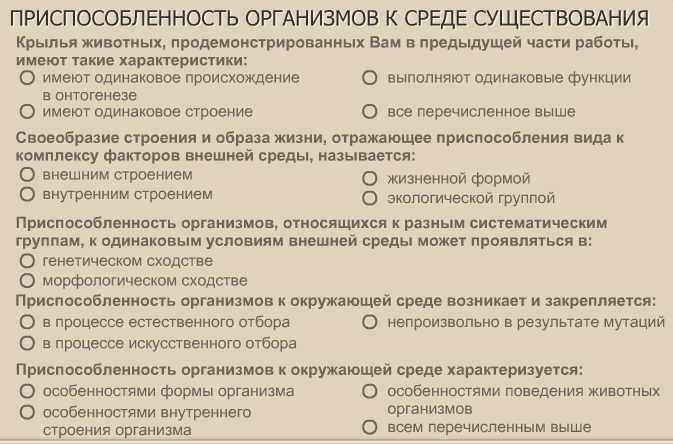 ПРИСПОСОБЛЕННОСТЬ ОРГАНИЗМОВ К СРЕДЕ СУЩЕСТВОВАНИЯ
Крылья животных, продемонстрированных Вам в предыдущей части работы,
имеют такие характеристики:
имеют одинаковое происхождение
в онтогенезе
выполняют одинаковые функции
имеют одинаковое строение
все перечисленное выше
Своеобразие строения и образа жизни, отражающее приспособления вида к
комплексу факторов внешней среды, называется:
внешним строением
жизненной формой
внутренним строением
экологической группой
Приспособленность организмов, относящихся к разным систематическим
группам, к одинаковым условиям внешней среды может проявляться в:
генетическом сходстве
морфологическом сходстве
Приспособленность организмов к окружающей среде возникает и закрепляется:
в процессе естественного отбора
непроизвольно в результате мутаций
в процессе искусственного отбора
Приспособленность организмов к окружающей среде характеризуется:
особенностями формы организма
особенностями поведения животных
организмов
особенностями внутреннего
строения организма
всем перечисленным выше